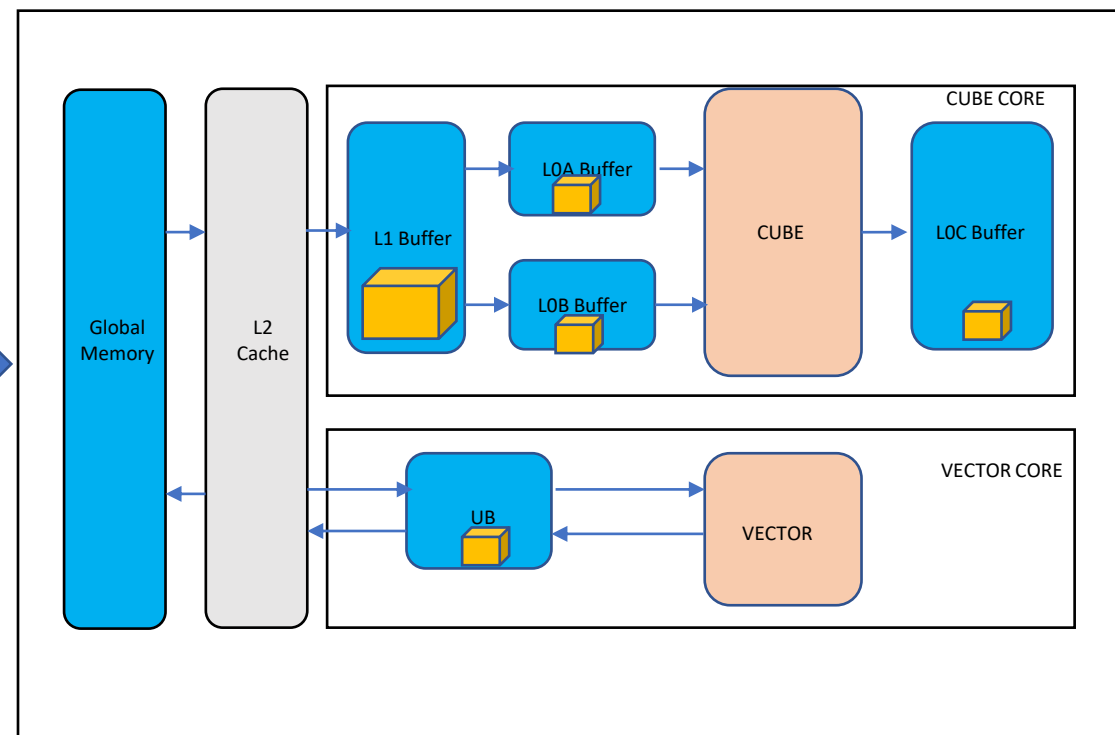 CUBE CORE
Global
Memory
L2
Cache
L1 Buffer
L0A Buffer
L0B Buffer
CUBE
L0C Buffer
VECTOR CORE
UB
VECTOR